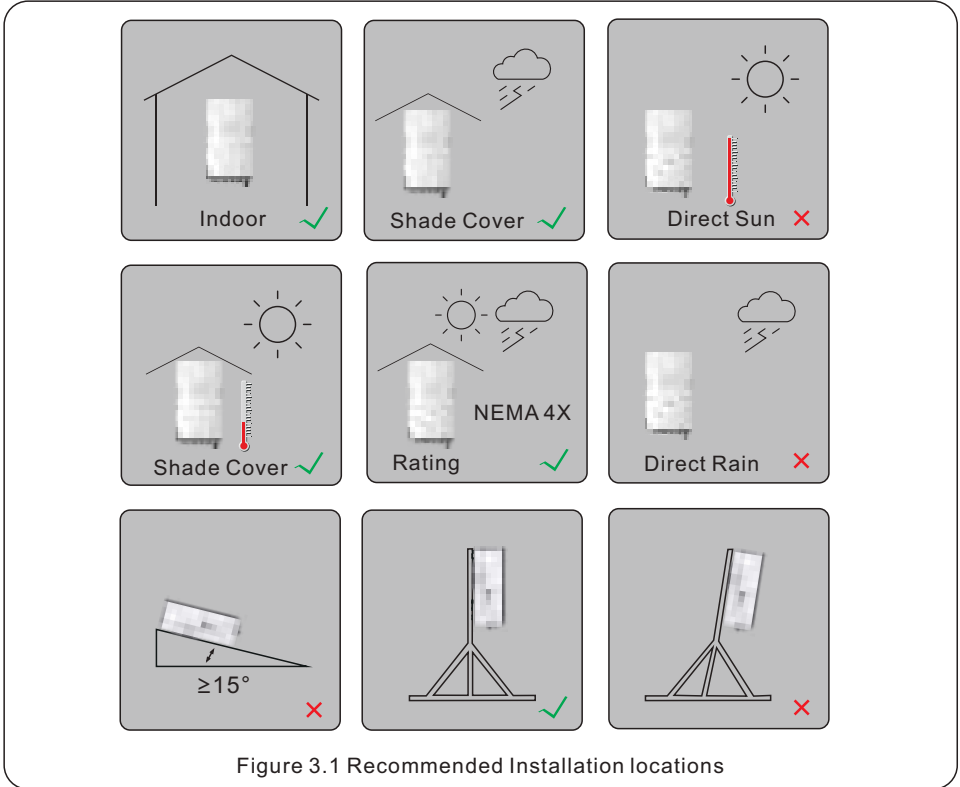 Indoor
Shade Cover
Direct Sun
Shade Cover
NEMA 4X
Rating
Direct Rain
≥15°
Figure 3.1 Recommended Installation locations